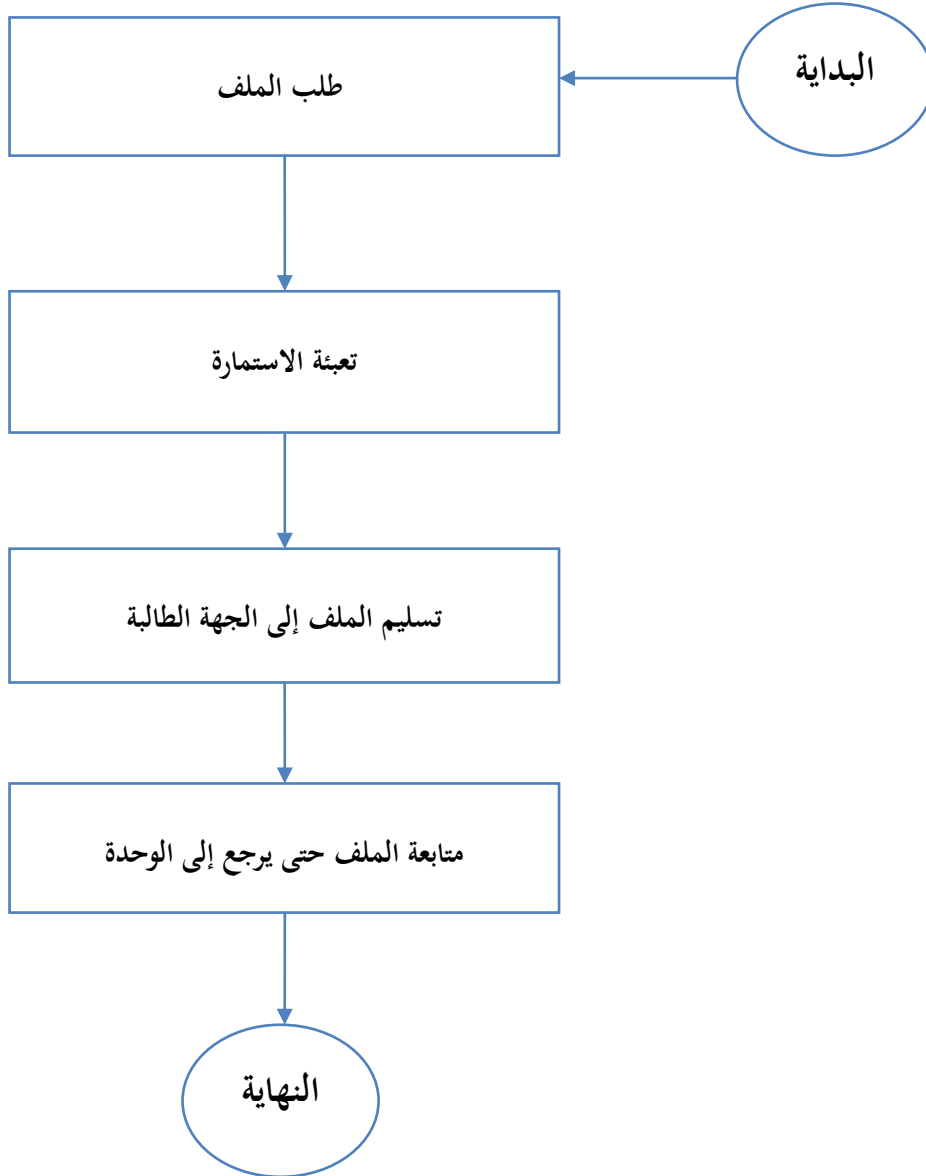 البداية
طلب الملف
تعبئة الاستمارة
تسليم الملف إلى الجهة الطالبة
متابعة الملف حتى يرجع إلى الوحدة
النهاية